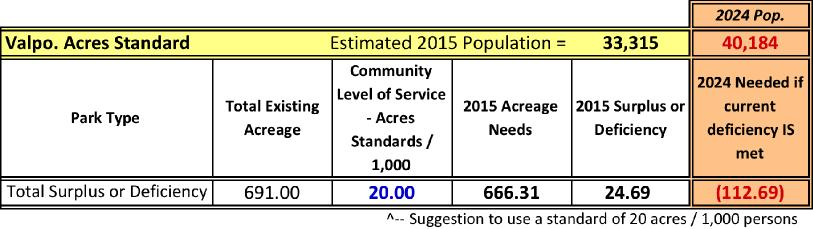 2024 Pop.
Valpo. Acres Standard Estimated 2015 Population = 33,315 40,184
Park Type
Total Existing
Acreage
Community
Level of Service
- Acres
Standards /
1,000
2015 Acreage
Needs
2015 Surplus or
Deficiency
2024 Needed if
current
deficiency IS
met
Total Surplus or Deficiency 691.00 20.00 666.31 24.69 (112.69)
^-- Suggestion to use a standard of 20 acres / 1,000 persons